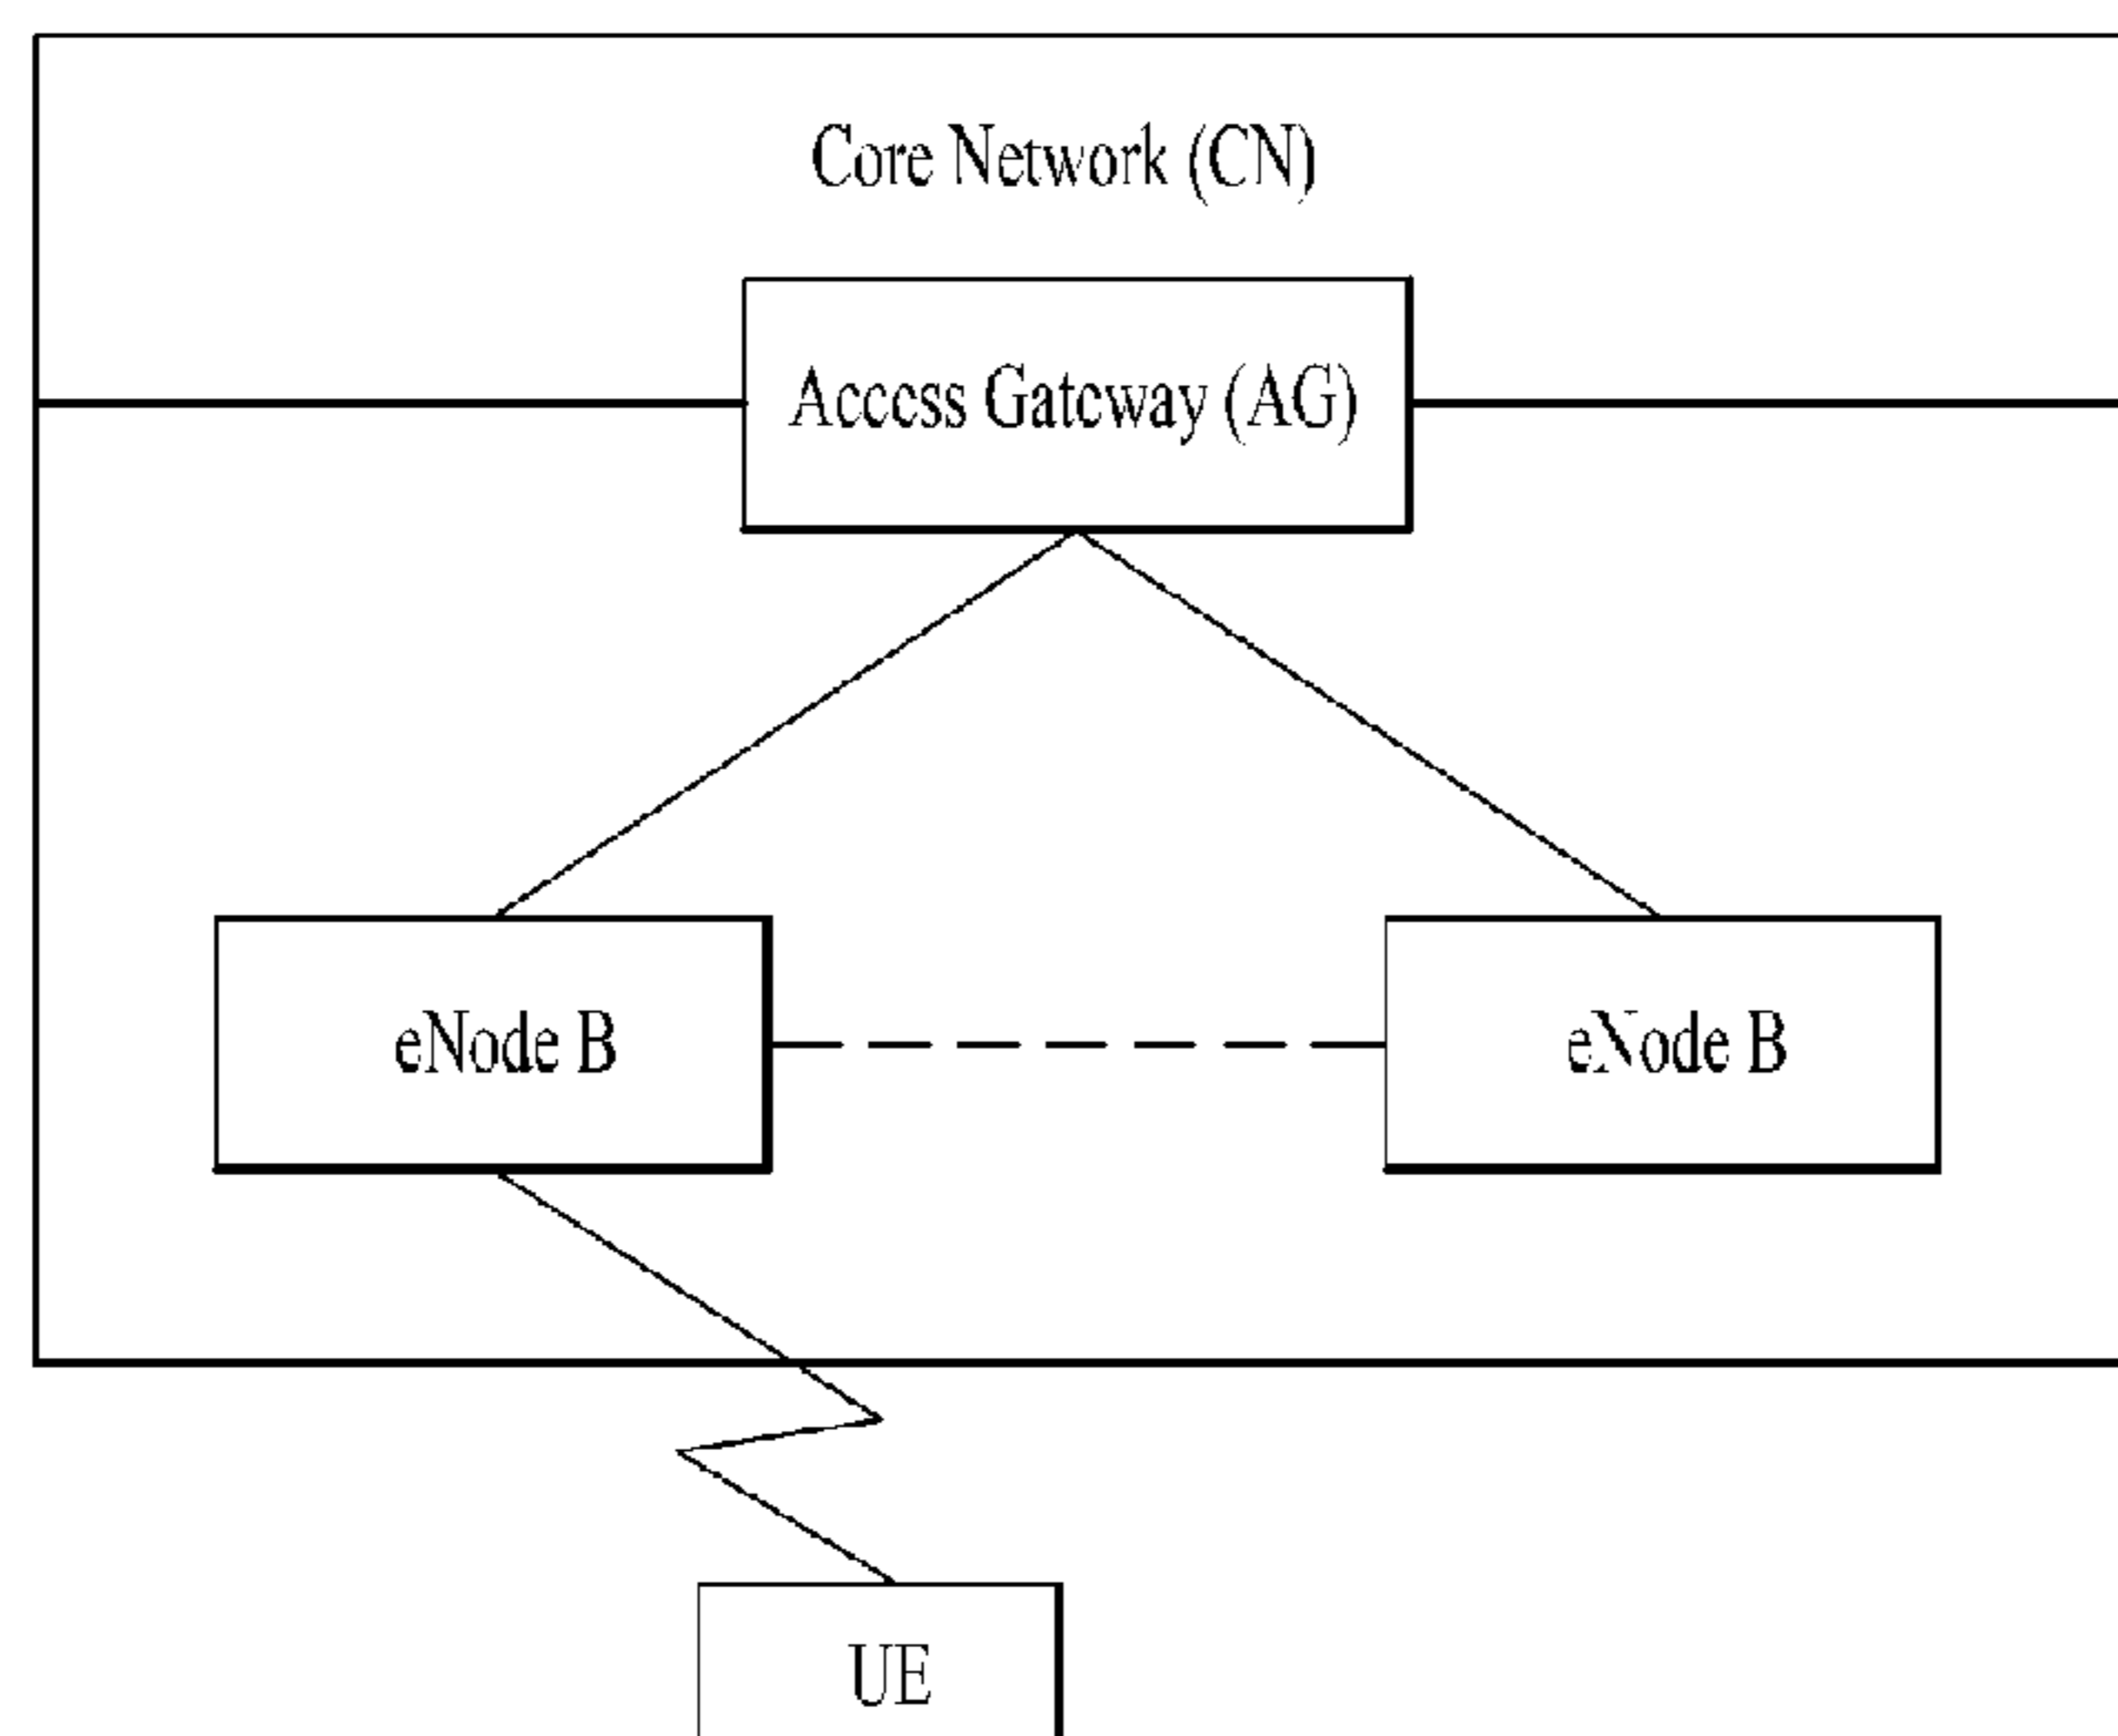 Core Network (CN)
Access Gateway (AG)
eNode B
eNode B
UE